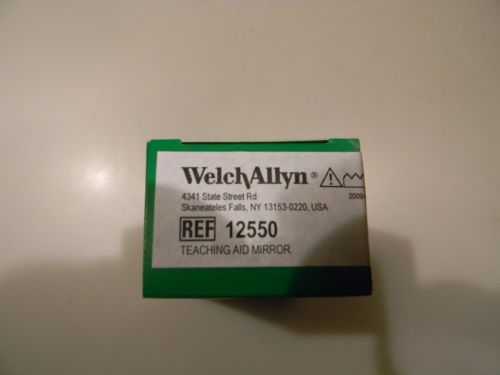 WelchAllyn®
4341 State Street Rd
Skaneateles Falls, NY 13153-0220, USA
2009
REF 12550
TEACHING AID MIRROR